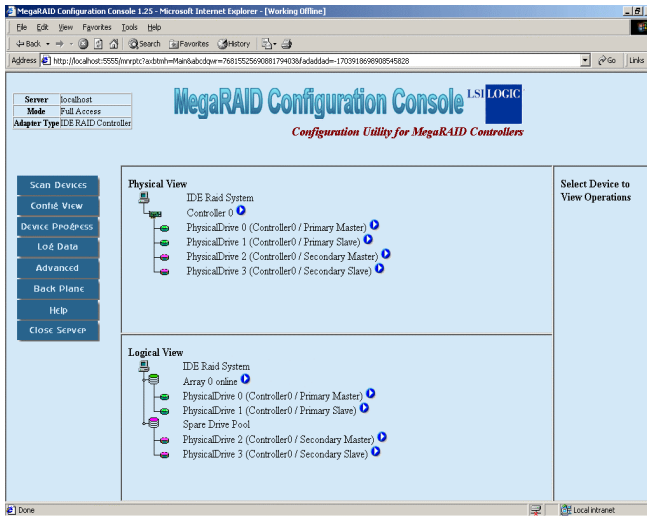 MegaRAID Configuration Console 1.25 - Microsoft Internet Explorer - [Working Offline]
File Edit View Favorites Tools Help
Back Search Favorites History
Address http://localhost:5555/mnrptc?axbtmh=Main&abcdqwr=7681552569088179403&fadaddad=-1703918698908545828 Go Links
Server localhost
Mode Full Access
Adapter Type IDE RAID Controller
MegaRAID Configuration Console LSI LOGIC
Configuration Utility for MegaRAID Controllers
Scan Devices
Config View
Device Progress
Log Data
Advanced
Back Plane
Help
Close Server
Physical View
IDE Raid System
Controller 0
PhysicalDrive 0 (Controller0 / Primary Master)
PhysicalDrive 1 (Controller0 / Primary Slave)
PhysicalDrive 2 (Controller0 / Secondary Master)
PhysicalDrive 3 (Controller0 / Secondary Slave)
Select Device to
View Operations
Logical View
IDE Raid System
Array 0 online
PhysicalDrive 0 (Controller0 / Primary Master)
PhysicalDrive 1 (Controller0 / Primary Slave)
Spare Drive Pool
PhysicalDrive 2 (Controller0 / Secondary Master)
PhysicalDrive 3 (Controller0 / Secondary Slave)
Done Local intranet